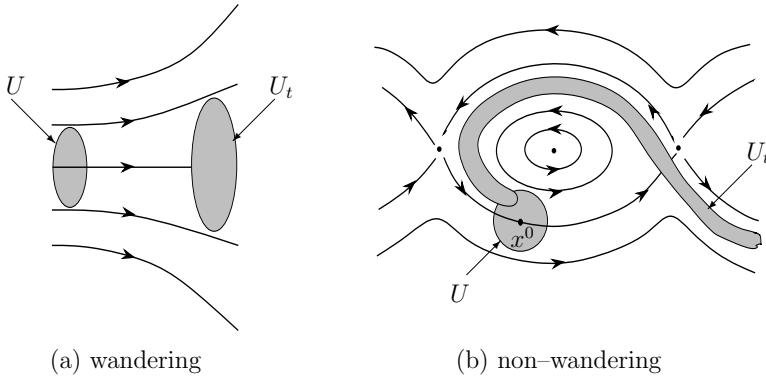 U
U_t
(a) wandering
x^0
U
U_t
(b) non–wandering